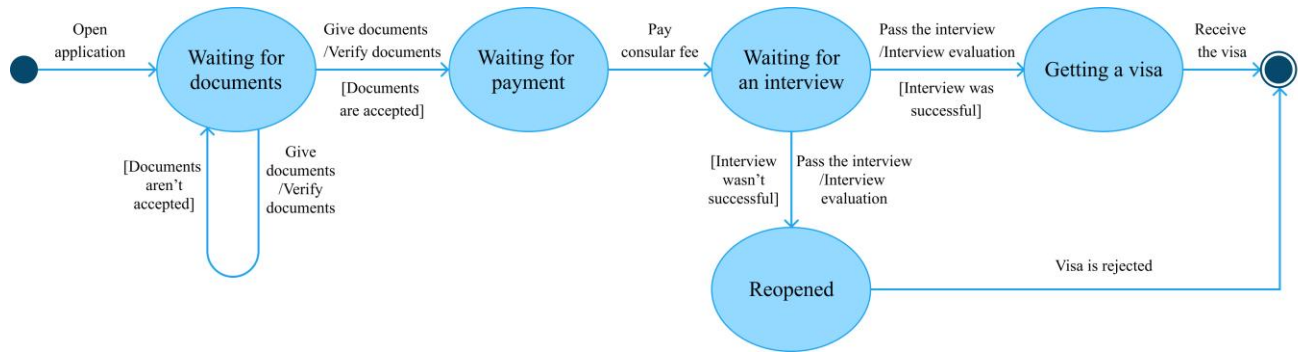 Open
application
Waiting for
documents
Give documents
/Verify documents
[Documents
are accepted]
Waiting for
payment
Pay
consular fee
Waiting for
an interview
Pass the interview
/Interview evaluation
[Interview was
successful]
Getting a visa
Receive
the visa
[Documents
aren’t
accepted]
Give
documents
/Verify
documents
[Interview
wasn’t
successful]
Pass the interview
/Interview
evaluation
Reopened
Visa is rejected